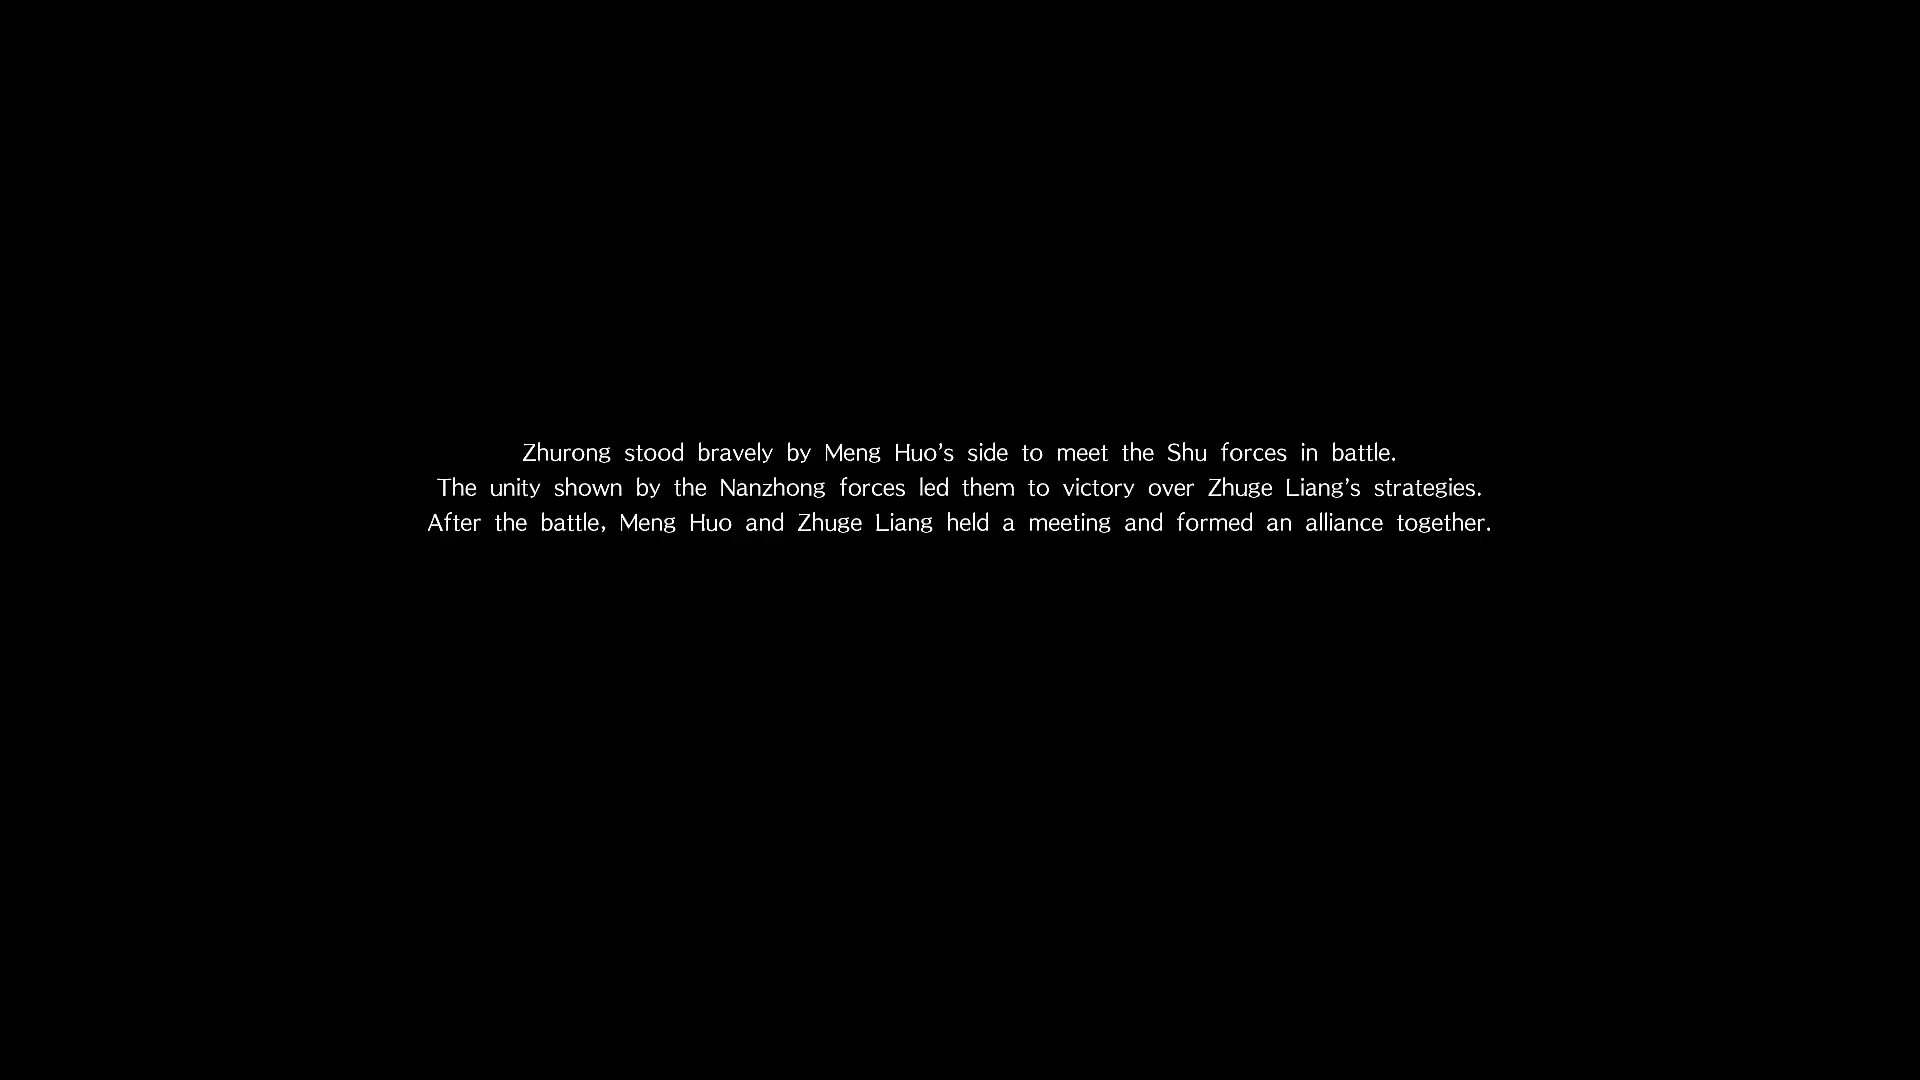 Zhurong stood bravely by Meng Huo’s side to meet the Shu forces in battle.
The unity shown by the Nanzhong forces led them to victory over Zhuge Liang’s strategies.
After the battle, Meng Huo and Zhuge Liang held a meeting and formed an alliance together.